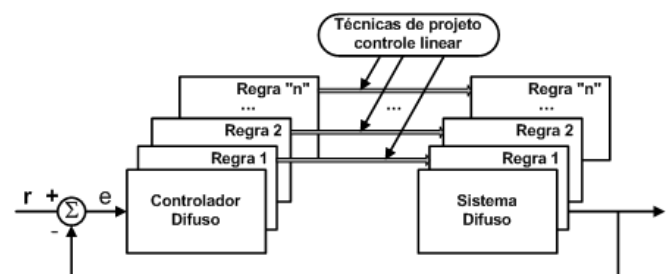 Técnicas de projeto
controle linear
Regra "n"
...
Regra 2
Regra 1
Controlador
Difuso
...
Regra "n"
...
Regra 2
Regra 1
Sistema
Difuso
r + Σ e
-